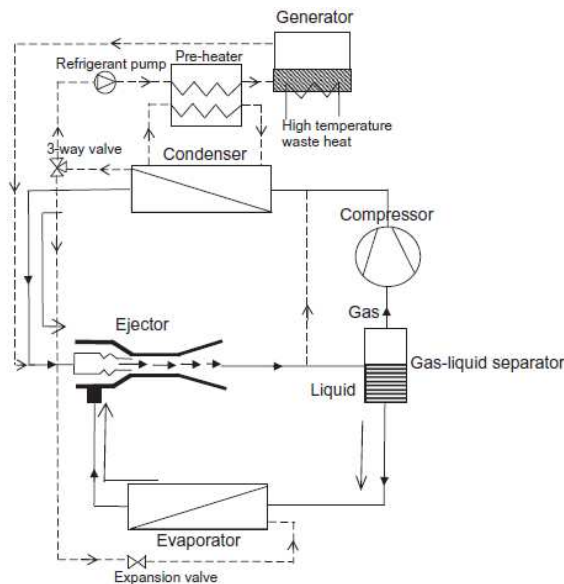 Generator
Pre-heater
Refrigerant pump
High temperature
waste heat
3-way valve
Condenser
Compressor
Gas
Ejector
Gas-liquid separator
Liquid
Evaporator
Expansion valve